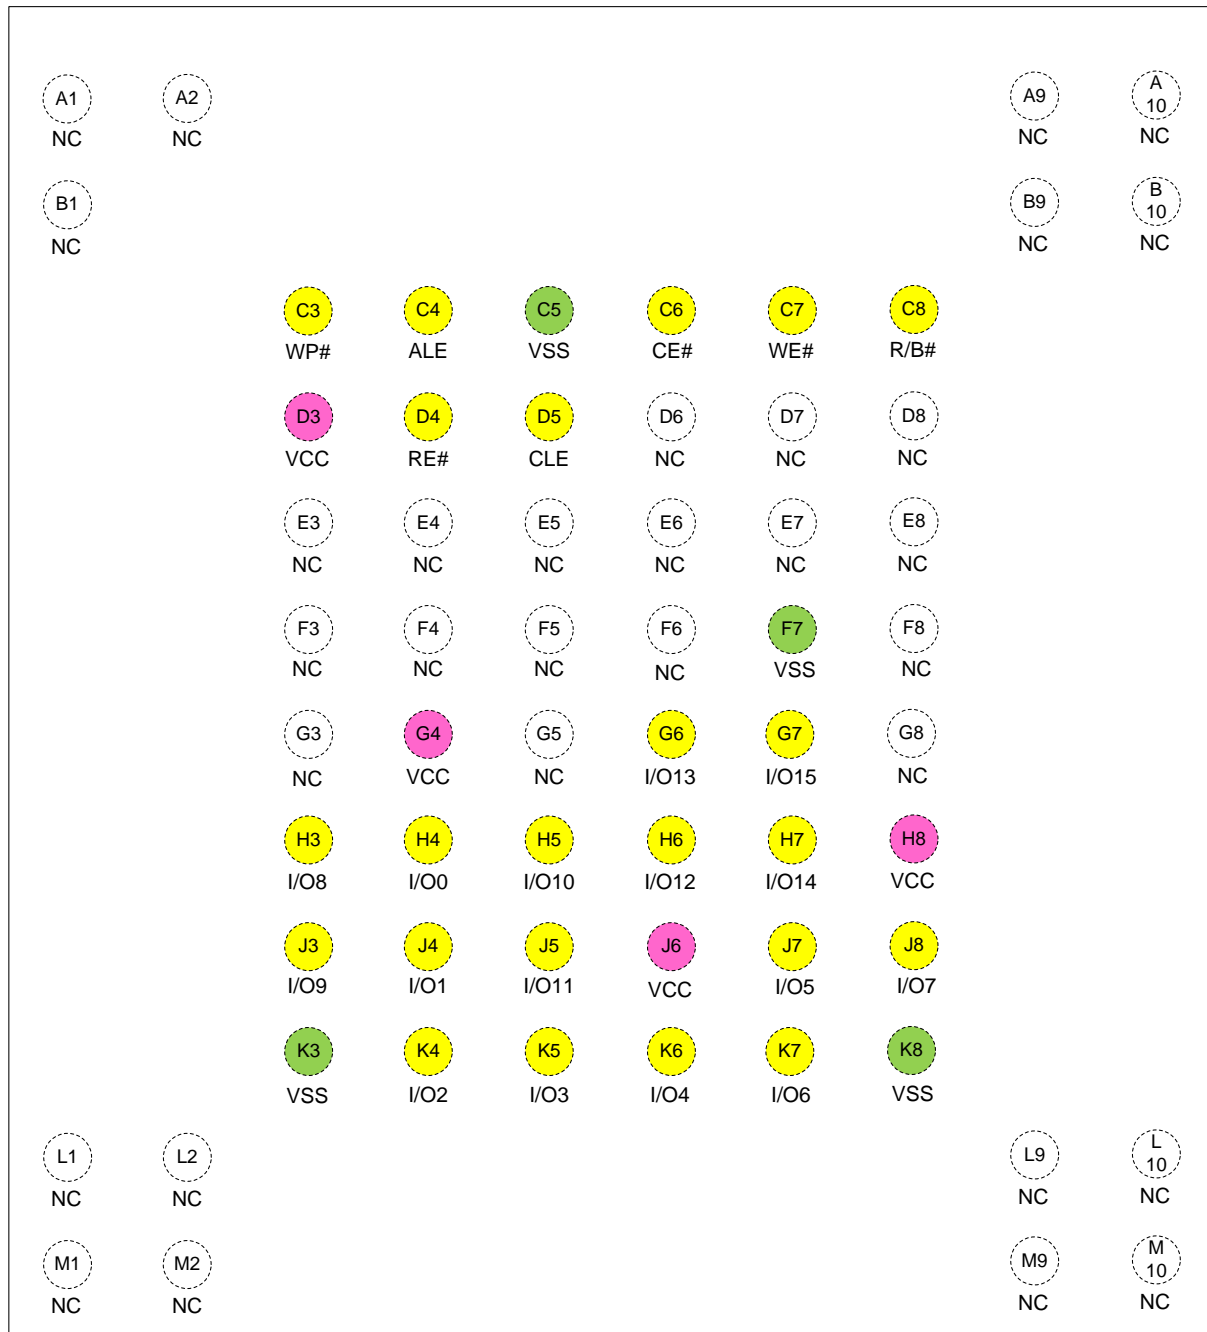 A1 A2 A9 A
10
NC NC NC NC
B1 B9 B
10
NC NC NC
C3 C4 C5 C6 C7 C8
WP# ALE VSS CE# WE# R/B#
D3 D4 D5 D6 D7 D8
VCC RE# CLE NC NC NC
E3 E4 E5 E6 E7 E8
NC NC NC NC NC NC
F3 F4 F5 F6 F7 F8
NC NC NC NC VSS NC
G3 G4 G5 G6 G7 G8
NC VCC NC I/O13 I/O15 NC
H3 H4 H5 H6 H7 H8
I/O8 I/O0 I/O10 I/O12 I/O14 VCC
J3 J4 J5 J6 J7 J8
I/O9 I/O1 I/O11 VCC I/O5 I/O7
K3 K4 K5 K6 K7 K8
VSS I/O2 I/O3 I/O4 I/O6 VSS
L1 L2 L9 L
10
NC NC NC NC
M1 M2 M9 M
10
NC NC NC NC